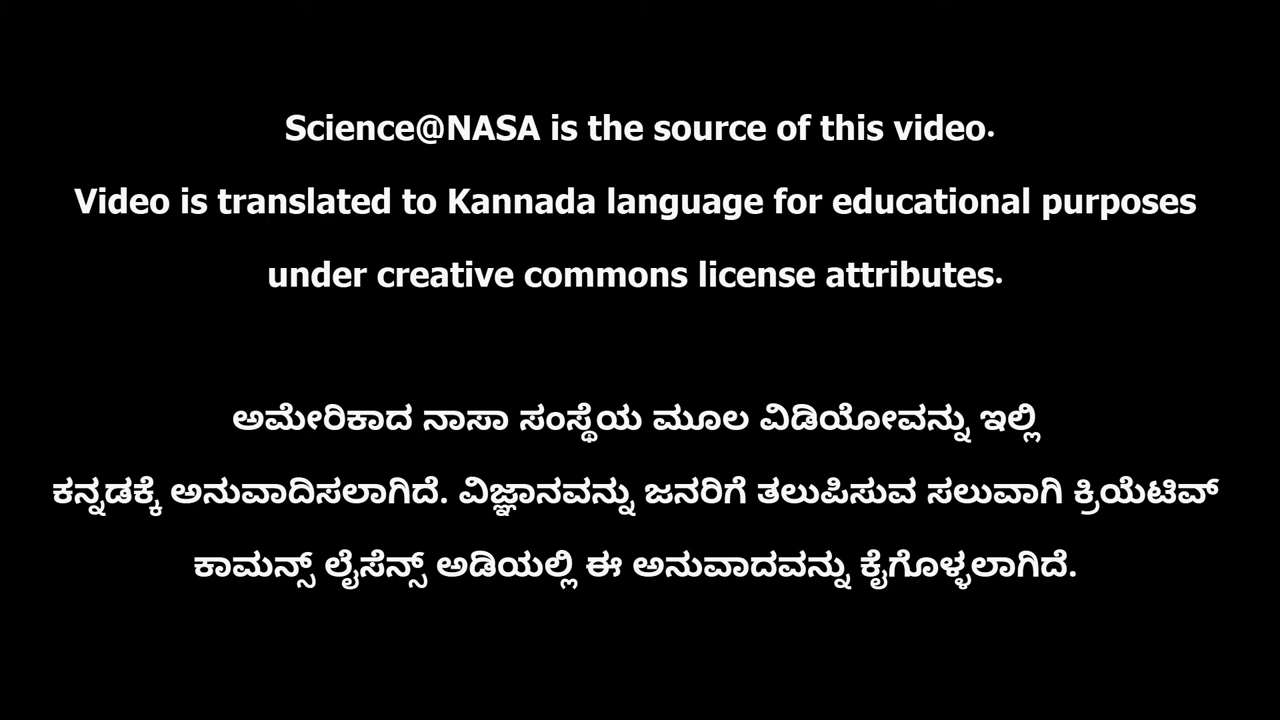 Science@NASA is the source of this video.
Video is translated to Kannada language for educational purposes
under creative commons license attributes.
ಅಮೇರಿಕಾದ ನಾಸಾ ಸಂಸ್ಥೆಯ ಮೂಲ ವಿಡಿಯೋವನ್ನು ಇಲ್ಲಿ
ಕನ್ನಡಕ್ಕೆ ಅನುವಾದಿಸಲಾಗಿದೆ. ವಿಜ್ಞಾನವನ್ನು ಜನರಿಗೆ ತಲುಪಿಸುವ ಸಲುವಾಗಿ ಕ್ರಿಯೆಟಿವ್
ಕಾಮನ್ಸ್ ಲೈಸೆನ್ಸ್ ಅಡಿಯಲ್ಲಿ ಈ ಅನುವಾದವನ್ನು ಕೈಗೊಳ್ಳಲಾಗಿದೆ.